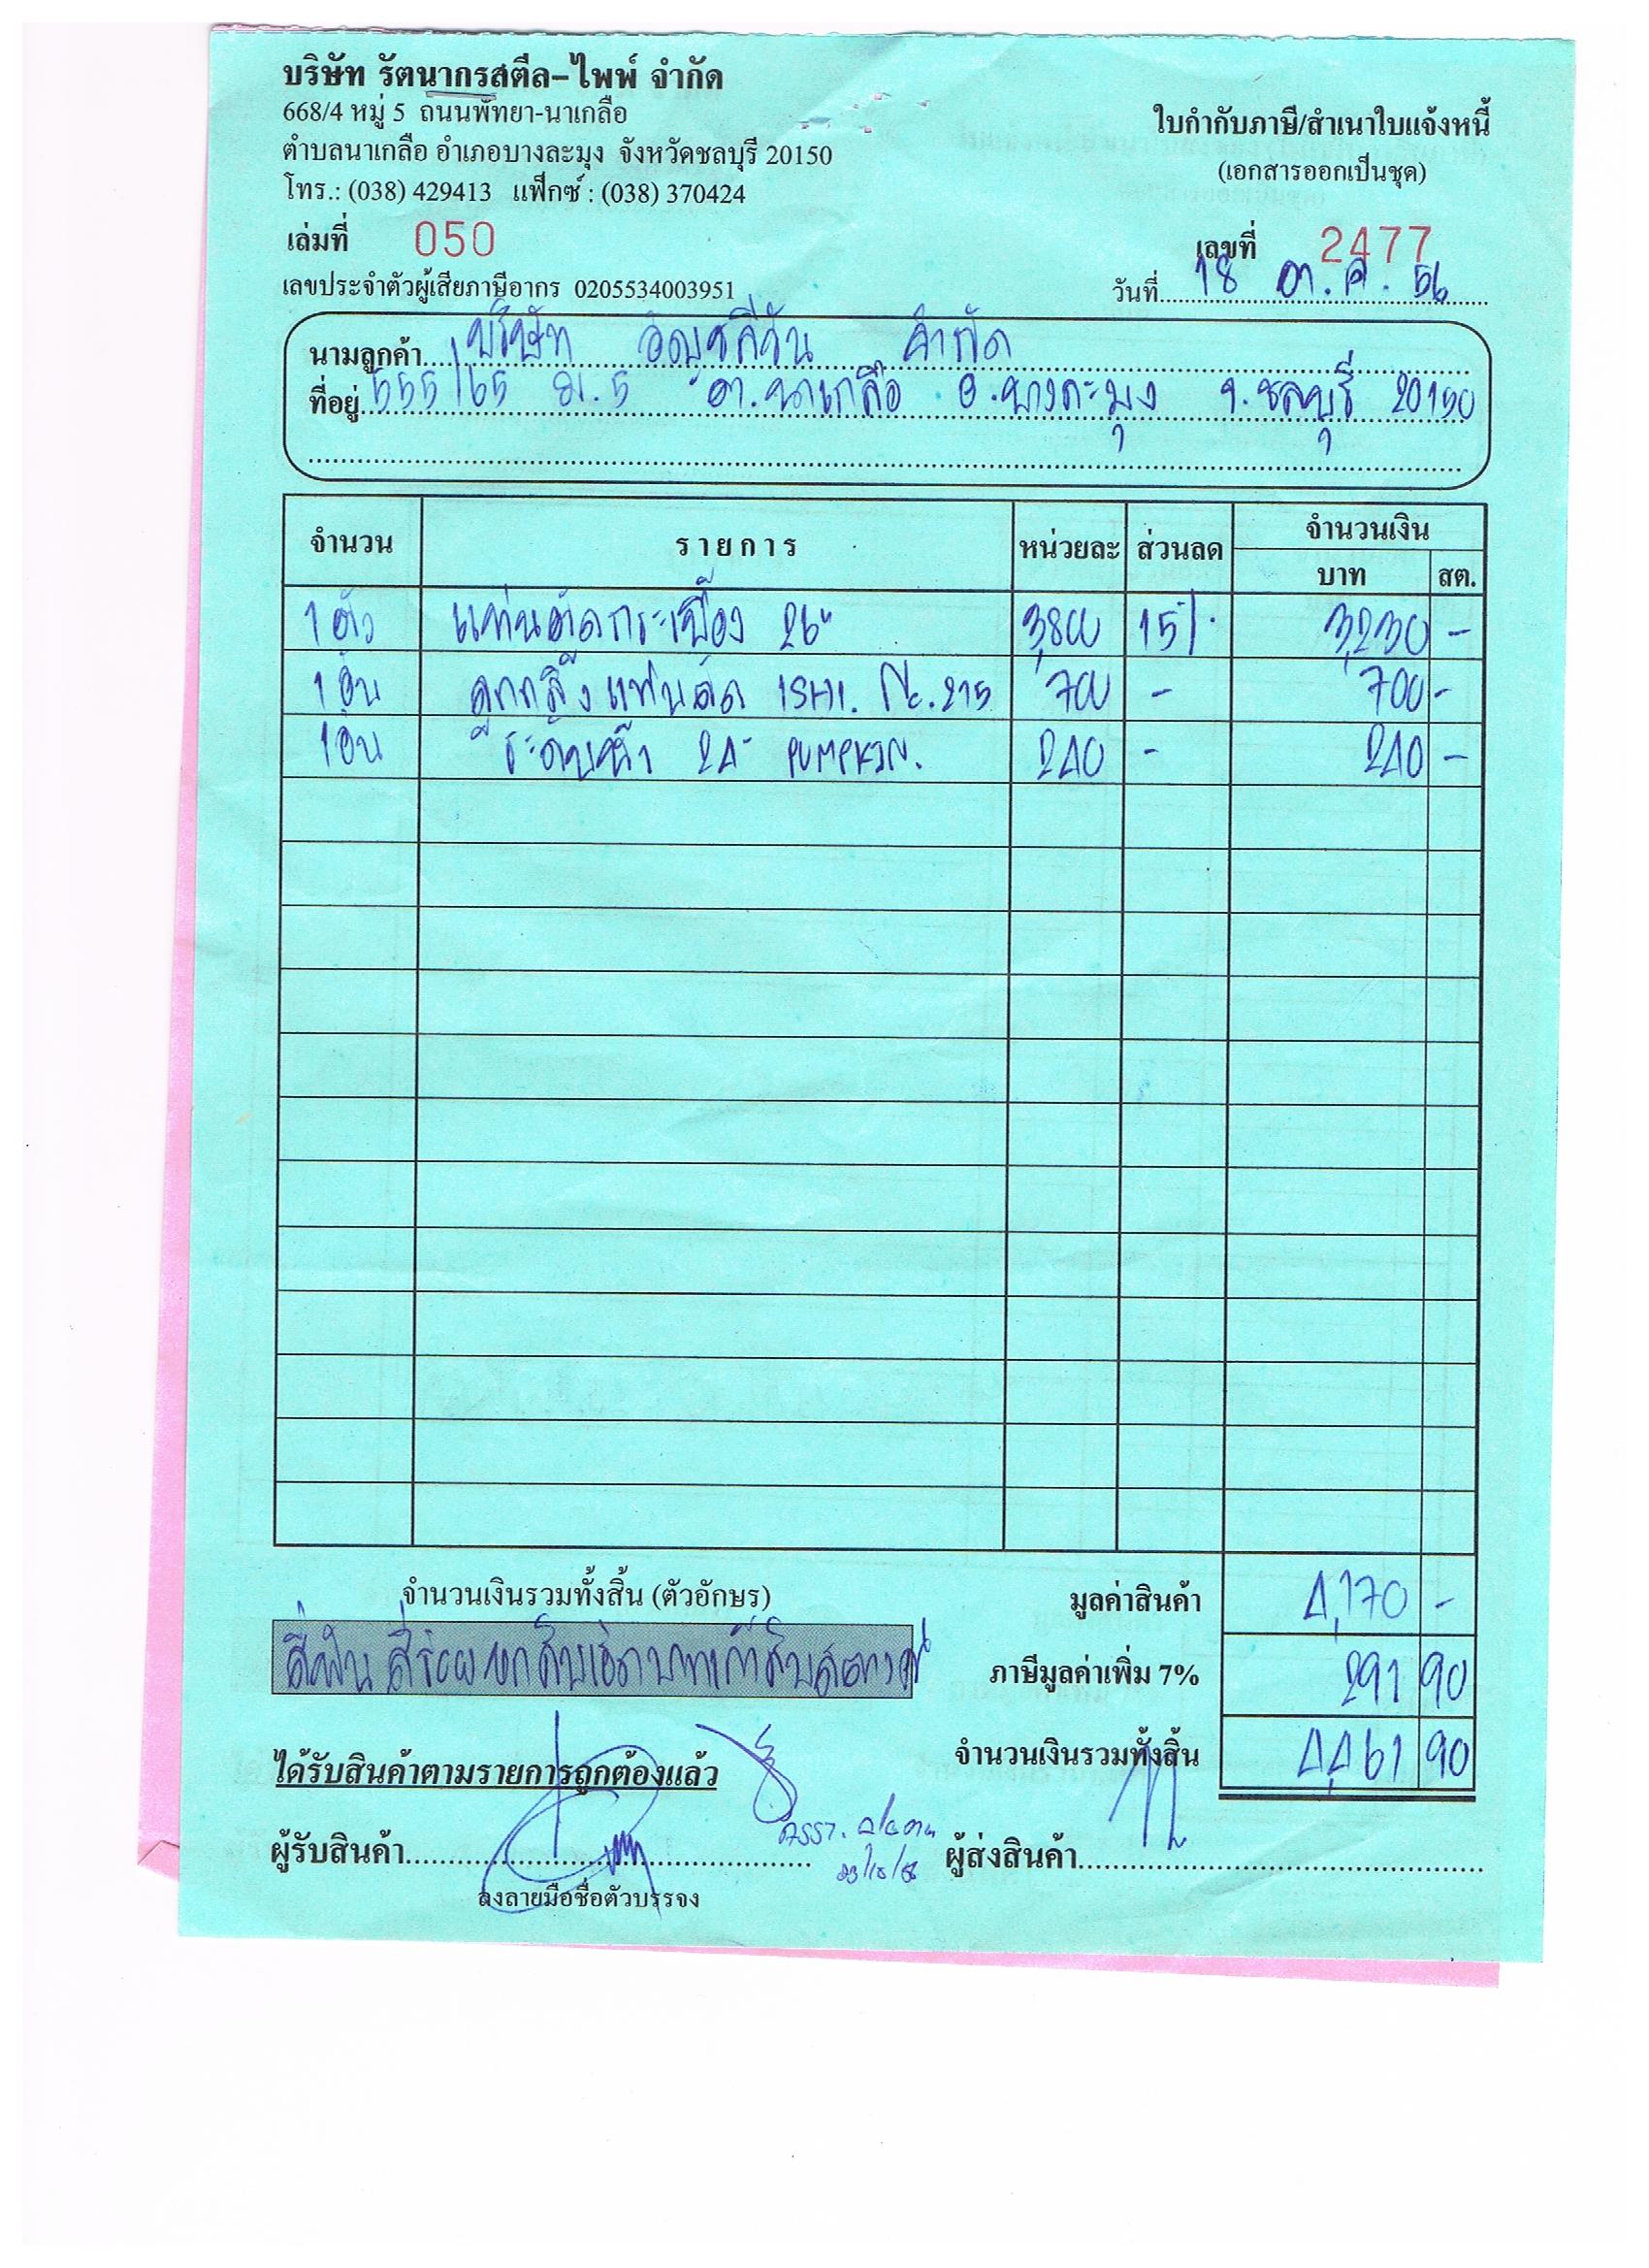 บริษัท รัตนากรสตีล-ไพพ์ จำกัด
668/4 หมู่ 5 ถนนพัทยา-นาเกลือ
ตำบลนาเกลือ อำเภอบางละมุง จังหวัดชลบุรี 20150
โทร.: (038) 429413 แฟ็กซ์ : (038) 370424
ใบกำกับภาษี/สำเนาใบแจ้งหนี้
(เอกสารออกเป็นชุด)
เล่มที่ 050
เลขที่ 2477
เลขประจำตัวผู้เสียภาษีอากร 0205534003951
วันที่ 18 ต.ค. 56
นามลูกค้า บริษัท จำกัด
ที่อยู่ 555/65 ม.5 ต.นาเกลือ อ.บางละมุง จ.ชลบุรี 20150
จำนวน รายการ หน่วยละ ส่วนลด จำนวนเงิน
บาท สต.
1 ตัว แท่นตัดกระเบื้อง 26" 3,800 15% 3,230 -
1 อัน ลูกกลิ้งแท่นตัด ISHI. No.215 700 - 700 -
1 อัน ระดับน้ำ 24" PUMPKIN. 240 - 240 -
จำนวนเงินรวมทั้งสิ้น (ตัวอักษร)
มูลค่าสินค้า 4,170 -
สี่พันสี่ร้อยหกสิบเอ็ดบาทเก้าสิบสตางค์
ภาษีมูลค่าเพิ่ม 7% 291 90
จำนวนเงินรวมทั้งสิ้น 4,461 90
ได้รับสินค้าตามรายการถูกต้องแล้ว
ผู้รับสินค้า
ผู้ส่งสินค้า
ลงลายมือชื่อตัวบรรจง